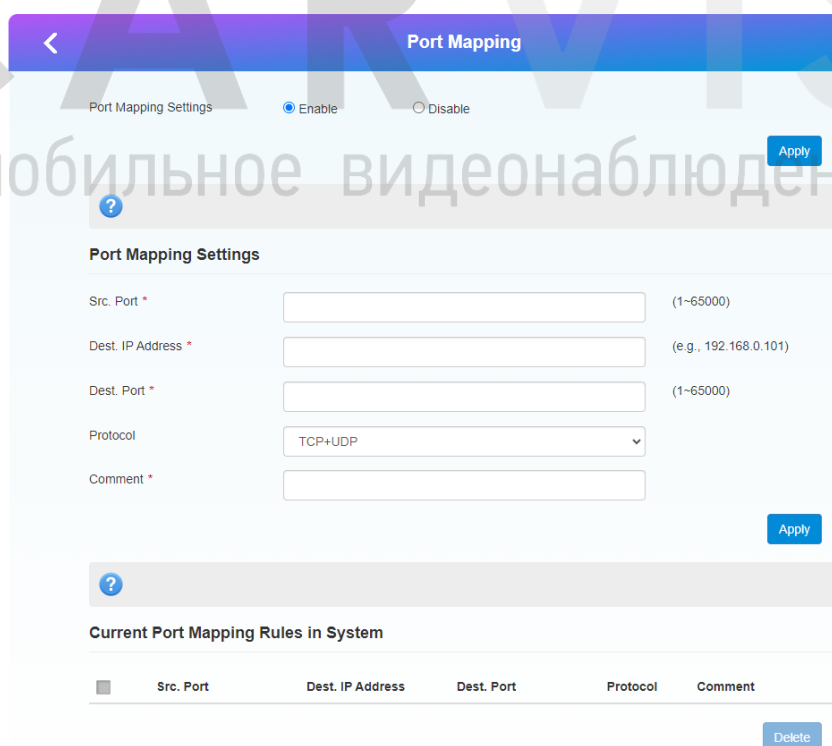 Port Mapping
Port Mapping Settings Enable Disable
Apply
мобильное видеонаблюден
?
Port Mapping Settings
Src. Port * (1~65000)
Dest. IP Address * (e.g., 192.168.0.101)
Dest. Port * (1~65000)
Protocol TCP+UDP
Comment *
Apply
?
Current Port Mapping Rules in System
Src. Port Dest. IP Address Dest. Port Protocol Comment
Delete